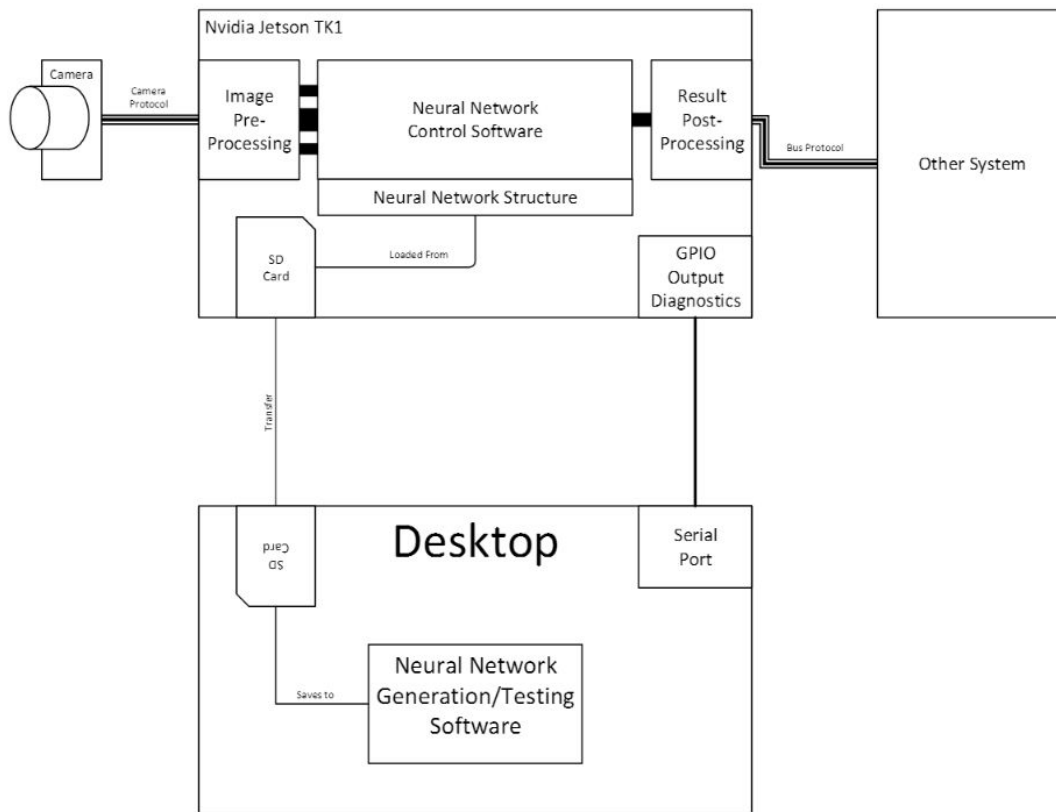 Nvidia Jetson TK1
Camera
Camera
Protocol
Image
Pre-
Processing
Neural Network
Control Software
Result
Post-
Processing
Bus Protocol
Other System
Neural Network Structure
SD
Card
Loaded From
GPIO
Output
Diagnostics
Transfer
SD
Card
Desktop
Serial
Port
Saves to
Neural Network
Generation/Testing
Software